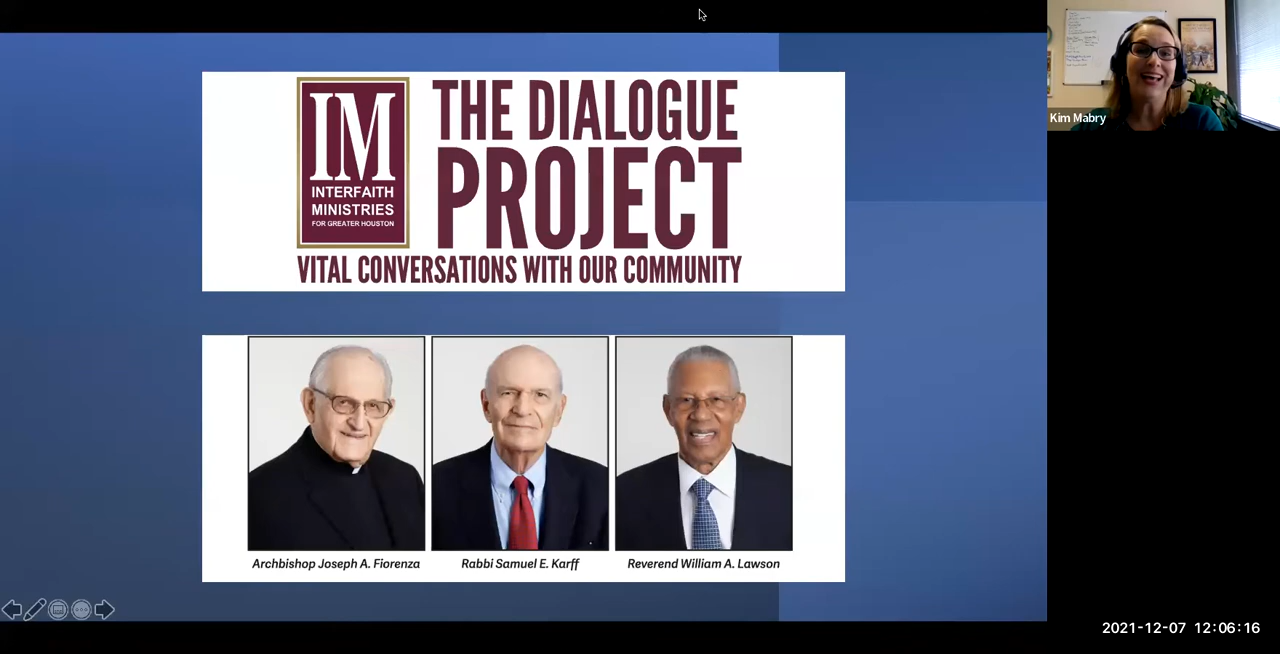 IM
INTERFAITH
MINISTRIES
FOR GREATER HOUSTON
THE DIALOGUE
PROJECT
VITAL CONVERSATIONS WITH OUR COMMUNITY
Archbishop Joseph A. Fiorenza
Rabbi Samuel E. Karff
Reverend William A. Lawson
Kim Mabry
2021-12-07 12:06:16